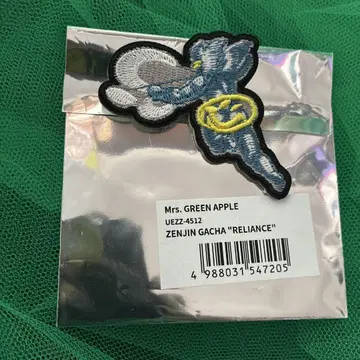 Mrs. GREEN APPLE
UEZZ-4512
ZENJIN GACHA "RELIANCE"
4 988031 547205